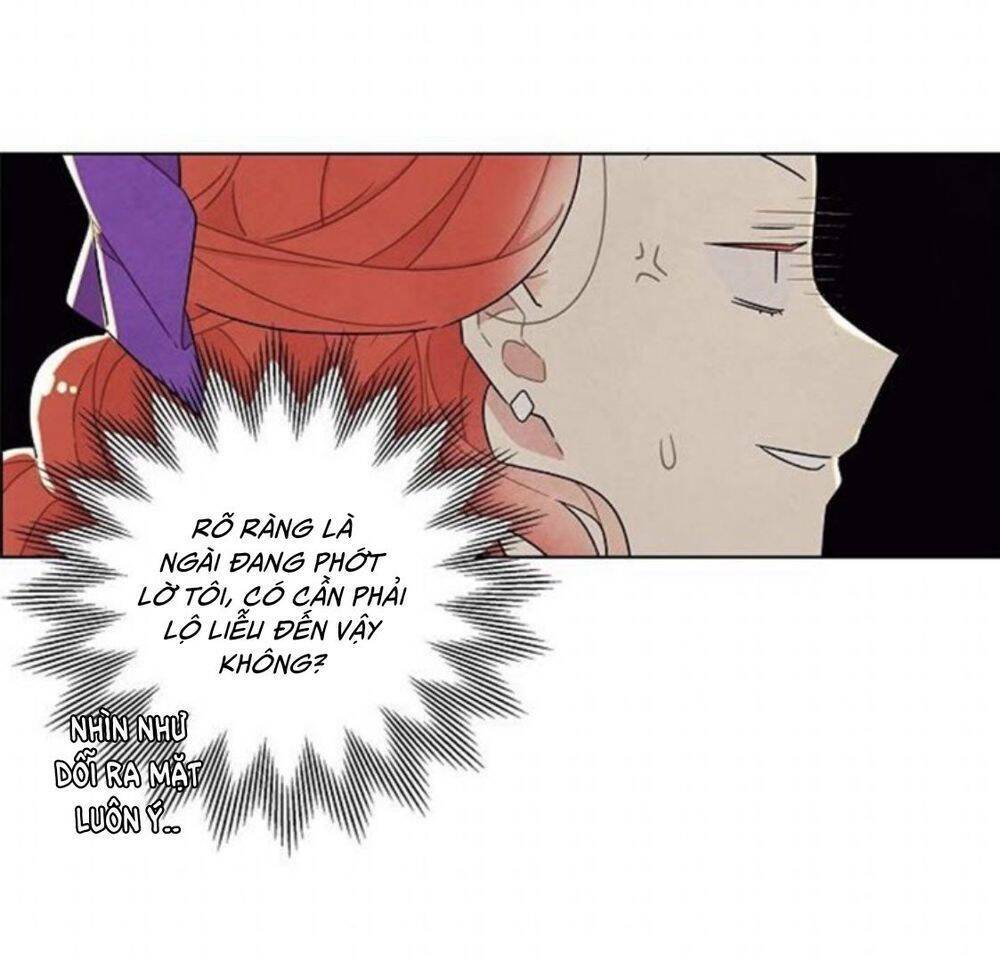 RÕ RÀNG LÀ
NGÀI ĐANG PHỚT
LỜ TÔI, CÓ CẦN PHẢI
LỘ LIỄU ĐẾN VẬY
KHÔNG?
NHÌN NHƯ
DỖI RA MẶT
LUÔN Ý..